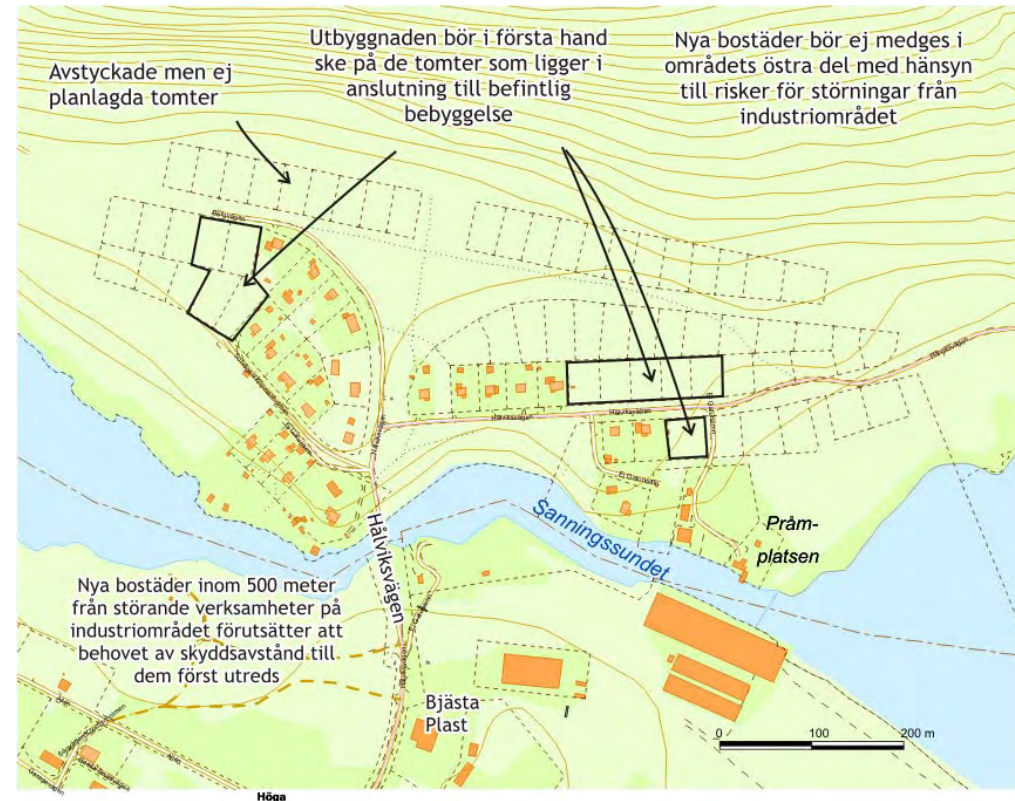 Avstyckade men ej
planlagda tomter
Utbyggnaden bör i första hand
ske på de tomter som ligger i
anslutning till befintlig
bebyggelse
Nya bostäder bör ej medges i
områdets östra del med hänsyn
till risker för störningar från
industriområdet
Hålviksvägen
Hålviksvägen
Hålviksvägen
Sanningssundet
Pråm-
platsen
Hålviksvägen
Nya bostäder inom 500 meter
från störande verksamheter på
industriområdet förutsätter att
behovet av skyddsavstånd till
dem först utreds
Bjästa
Plast
0 100 200 m
Höga